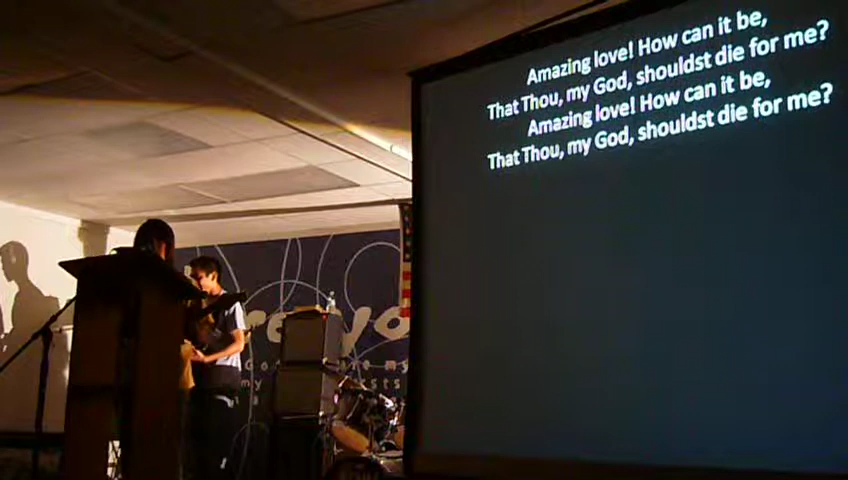 Amazing love! How can it be,
That Thou, my God, shouldst die for me?
Amazing love! How can it be,
That Thou, my God, shouldst die for me?